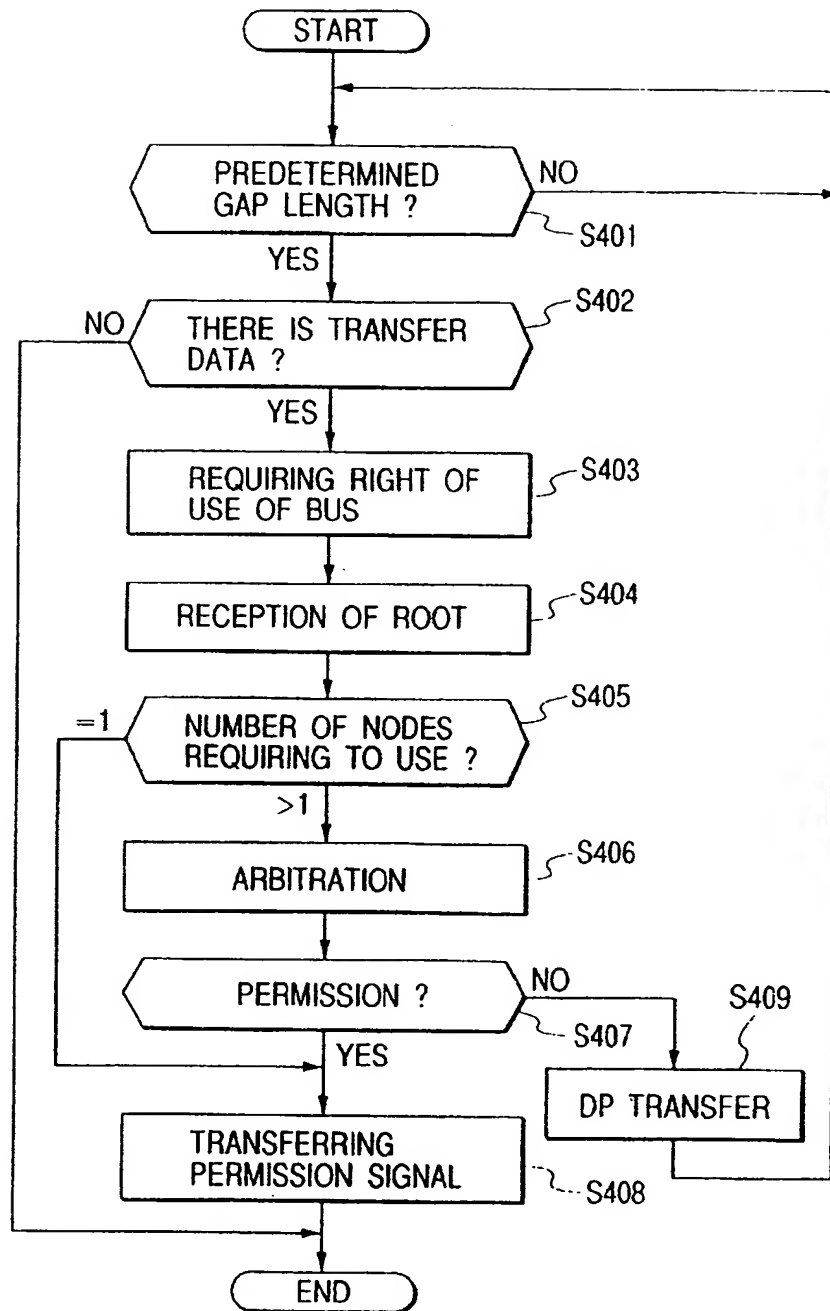 START
PREDETERMINED
GAP LENGTH ?
NO
S401
YES
S402
NO
THERE IS TRANSFER
DATA ?
YES
REQUIRING RIGHT OF
USE OF BUS
S403
RECEPTION OF ROOT
S404
S405
=1
NUMBER OF NODES
REQUIRING TO USE ?
>1
ARBITRATION
S406
PERMISSION ?
NO
S407
S409
YES
DP TRANSFER
TRANSFERRING
PERMISSION SIGNAL
S408
END